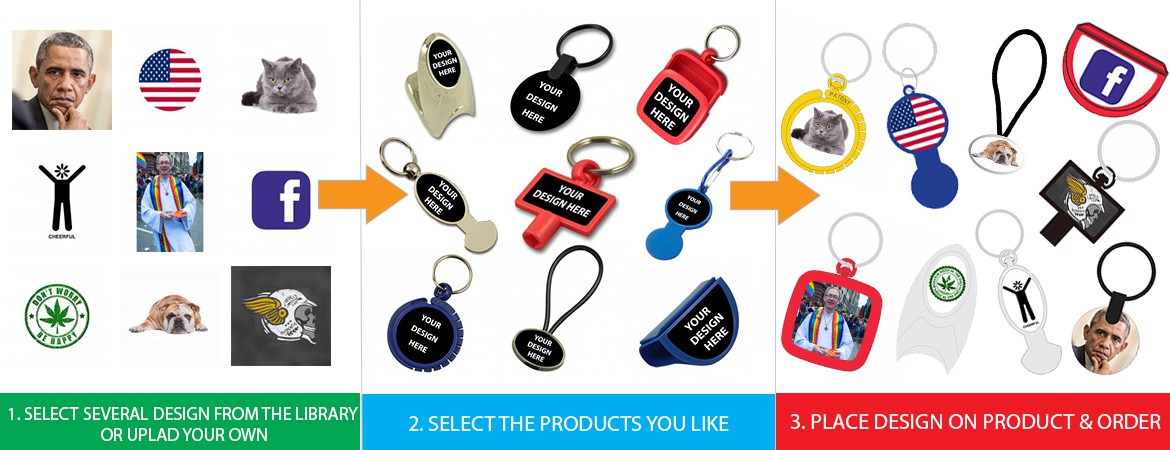 CHEERFUL
f
DON'T WORRY
BE HAPPY
1. SELECT SEVERAL DESIGN FROM THE LIBRARY
OR UPLAD YOUR OWN
YOUR
DESIGN
HERE
YOUR
DESIGN
HERE
YOUR
DESIGN
HERE
YOUR
DESIGN
HERE
YOUR
DESIGN HERE
YOUR
DESIGN
HERE
YOUR
DESIGN
HERE
YOUR
DESIGN
HERE
YOUR
DESIGN
HERE
2. SELECT THE PRODUCTS YOU LIKE
PATENT
f
CHEERFUL
3. PLACE DESIGN ON PRODUCT & ORDER